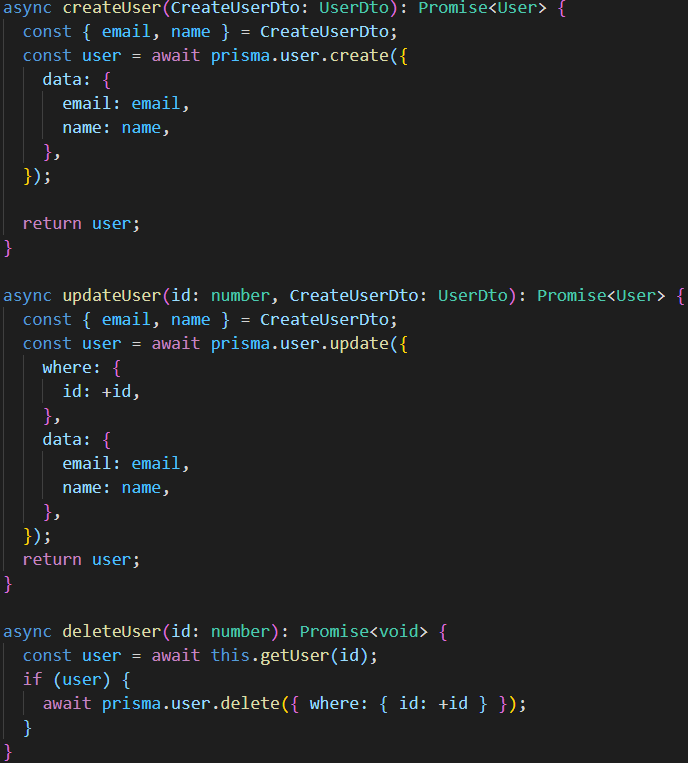 async createUser(CreateUserDto: UserDto): Promise<User> {
  const { email, name } = CreateUserDto;
  const user = await prisma.user.create({
    data: {
      email: email,
      name: name,
    },
  });

  return user;
}

async updateUser(id: number, CreateUserDto: UserDto): Promise<User> {
  const { email, name } = CreateUserDto;
  const user = await prisma.user.update({
    where: {
      id: +id,
    },
    data: {
      email: email,
      name: name,
    },
  });
  return user;
}

async deleteUser(id: number): Promise<void> {
  const user = await this.getUser(id);
  if (user) {
    await prisma.user.delete({ where: { id: +id } });
  }
}